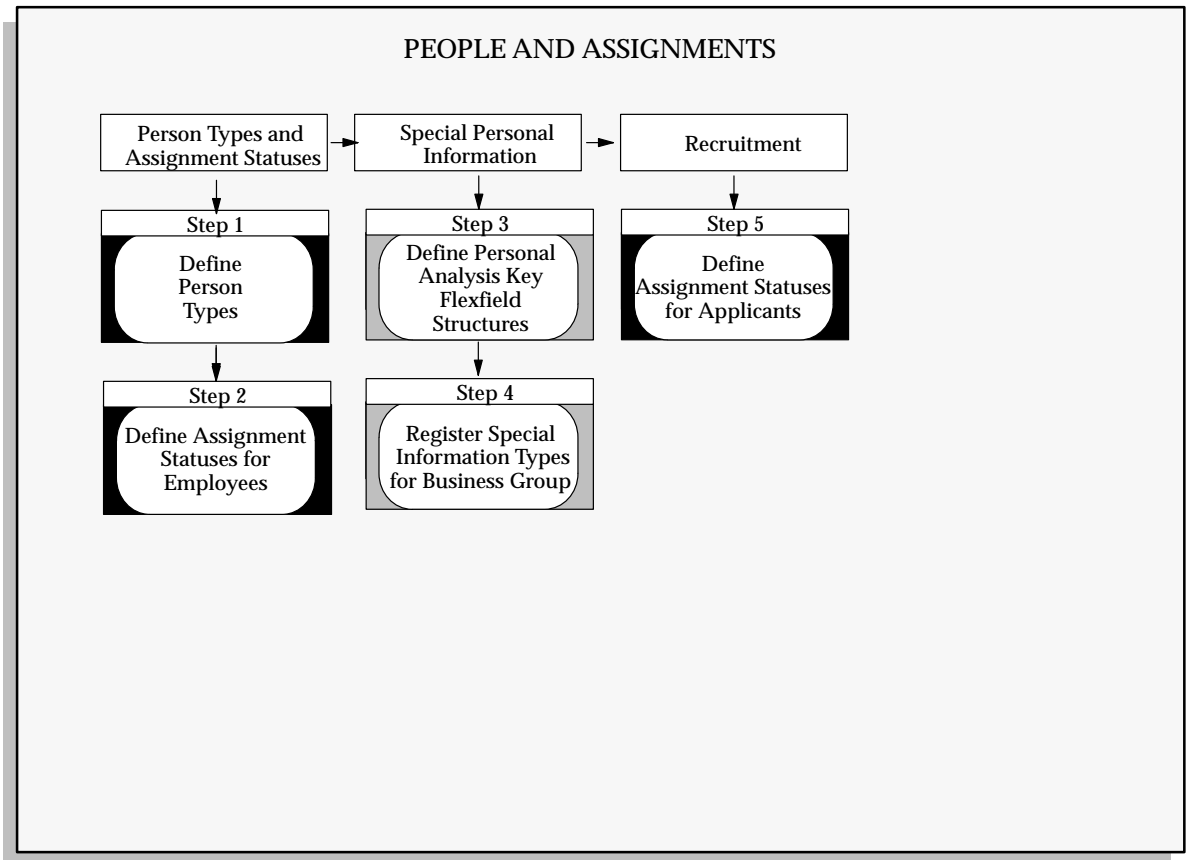 PEOPLE AND ASSIGNMENTS
Person Types and
Assignment Statuses
Special Personal
Information
Recruitment
Step 1
Define
Person
Types
Step 2
Define Assignment
Statuses for
Employees
Step 3
Define Personal
Analysis Key
Flexfield
Structures
Step 4
Register Special
Information Types
for Business Group
Step 5
Define
Assignment Statuses
for Applicants